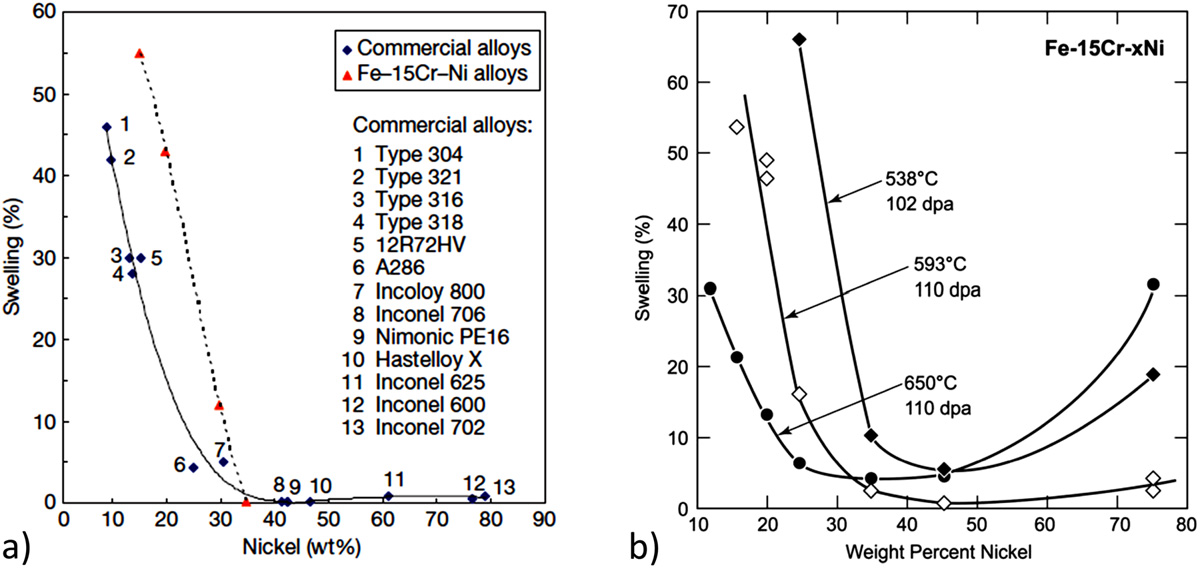 60
50
40
30
20
10
0
Swelling (%)
0 10 20 30 40 50 60 70 80 90
Nickel (wt%)
Commercial alloys
Fe–15Cr–Ni alloys
Commercial alloys:
1 Type 304
2 Type 321
3 Type 316
4 Type 318
5 12R72HV
6 A286
7 Incoloy 800
8 Inconel 706
9 Nimonic PE16
10 Hastelloy X
11 Inconel 625
12 Inconel 600
13 Inconel 702
1
2
3
5
4
6
7
8
9
10
11
12
13
a)
70
60
50
40
30
20
10
0
Swelling (%)
10 20 30 40 50 60 70 80
Weight Percent Nickel
Fe-15Cr-xNi
538°C
102 dpa
593°C
110 dpa
650°C
110 dpa
b)